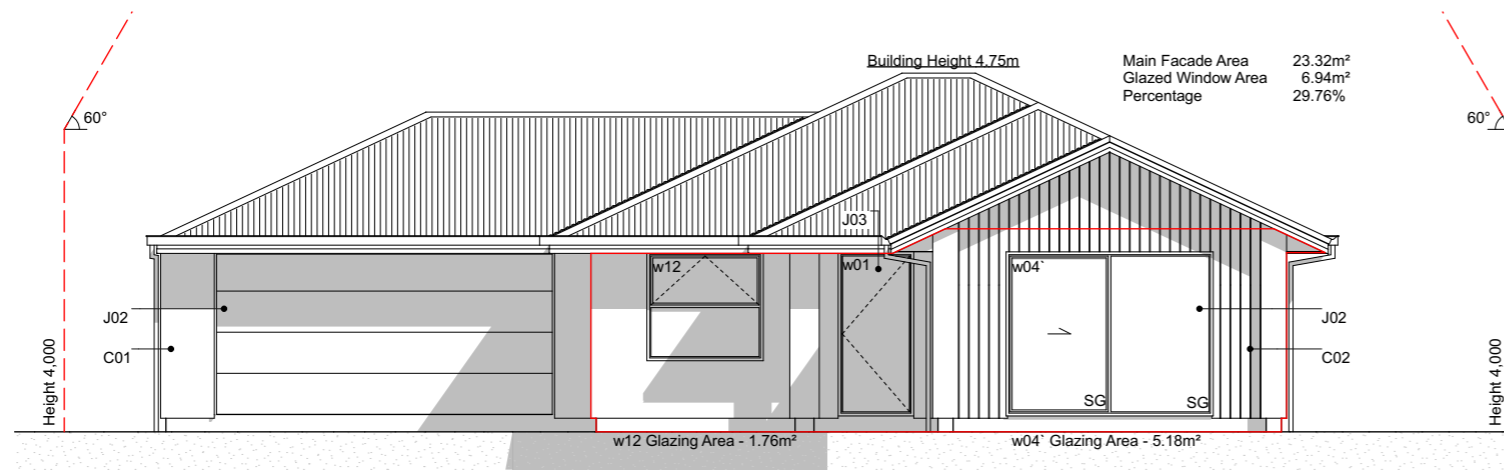 Building Height 4.75m
Main Facade Area 23.32m²
Glazed Window Area 6.94m²
Percentage 29.76%
60°
60°
J03
w12
w01
w04`
J02
J02
C01
C02
Height 4,000
Height 4,000
SG
SG
w12 Glazing Area - 1.76m²
w04` Glazing Area - 5.18m²